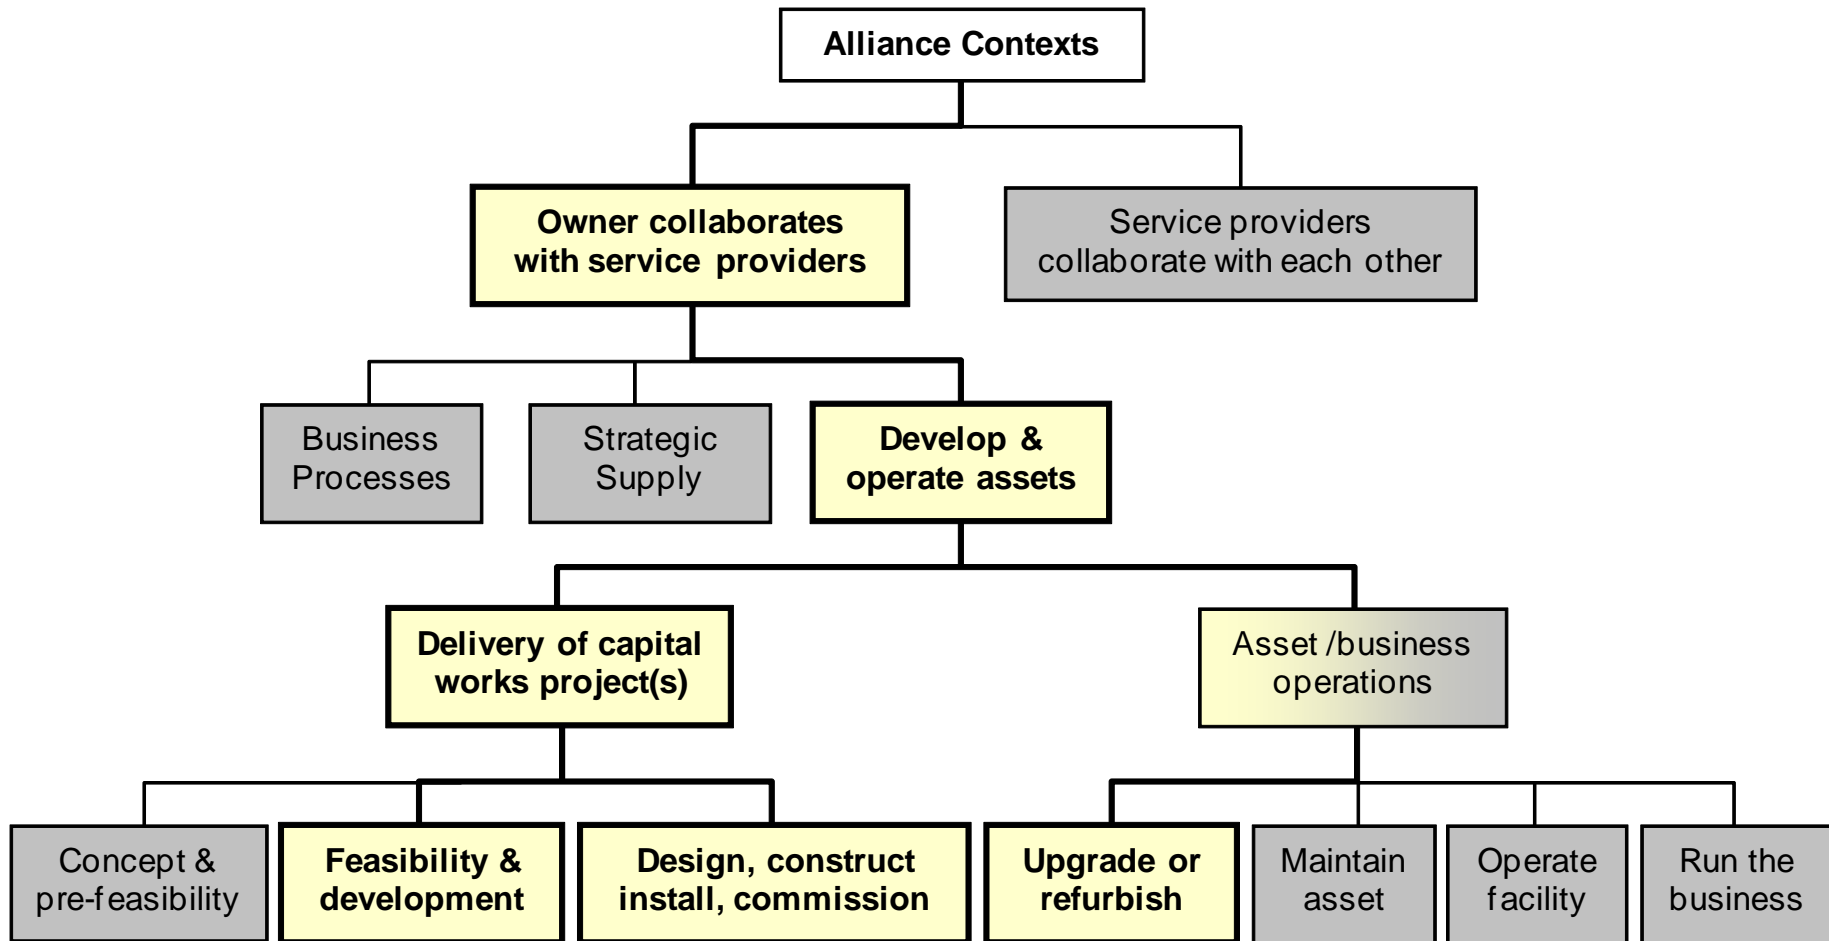 Alliance Contexts
Owner collaborates
with service providers
Service providers
collaborate with each other
Business
Processes
Strategic
Supply
Develop &
operate assets
Delivery of capital
works project(s)
Asset /business
operations
Concept &
pre-feasibility
Feasibility &
development
Design, construct
install, commission
Upgrade or
refurbish
Maintain
asset
Operate
facility
Run the
business